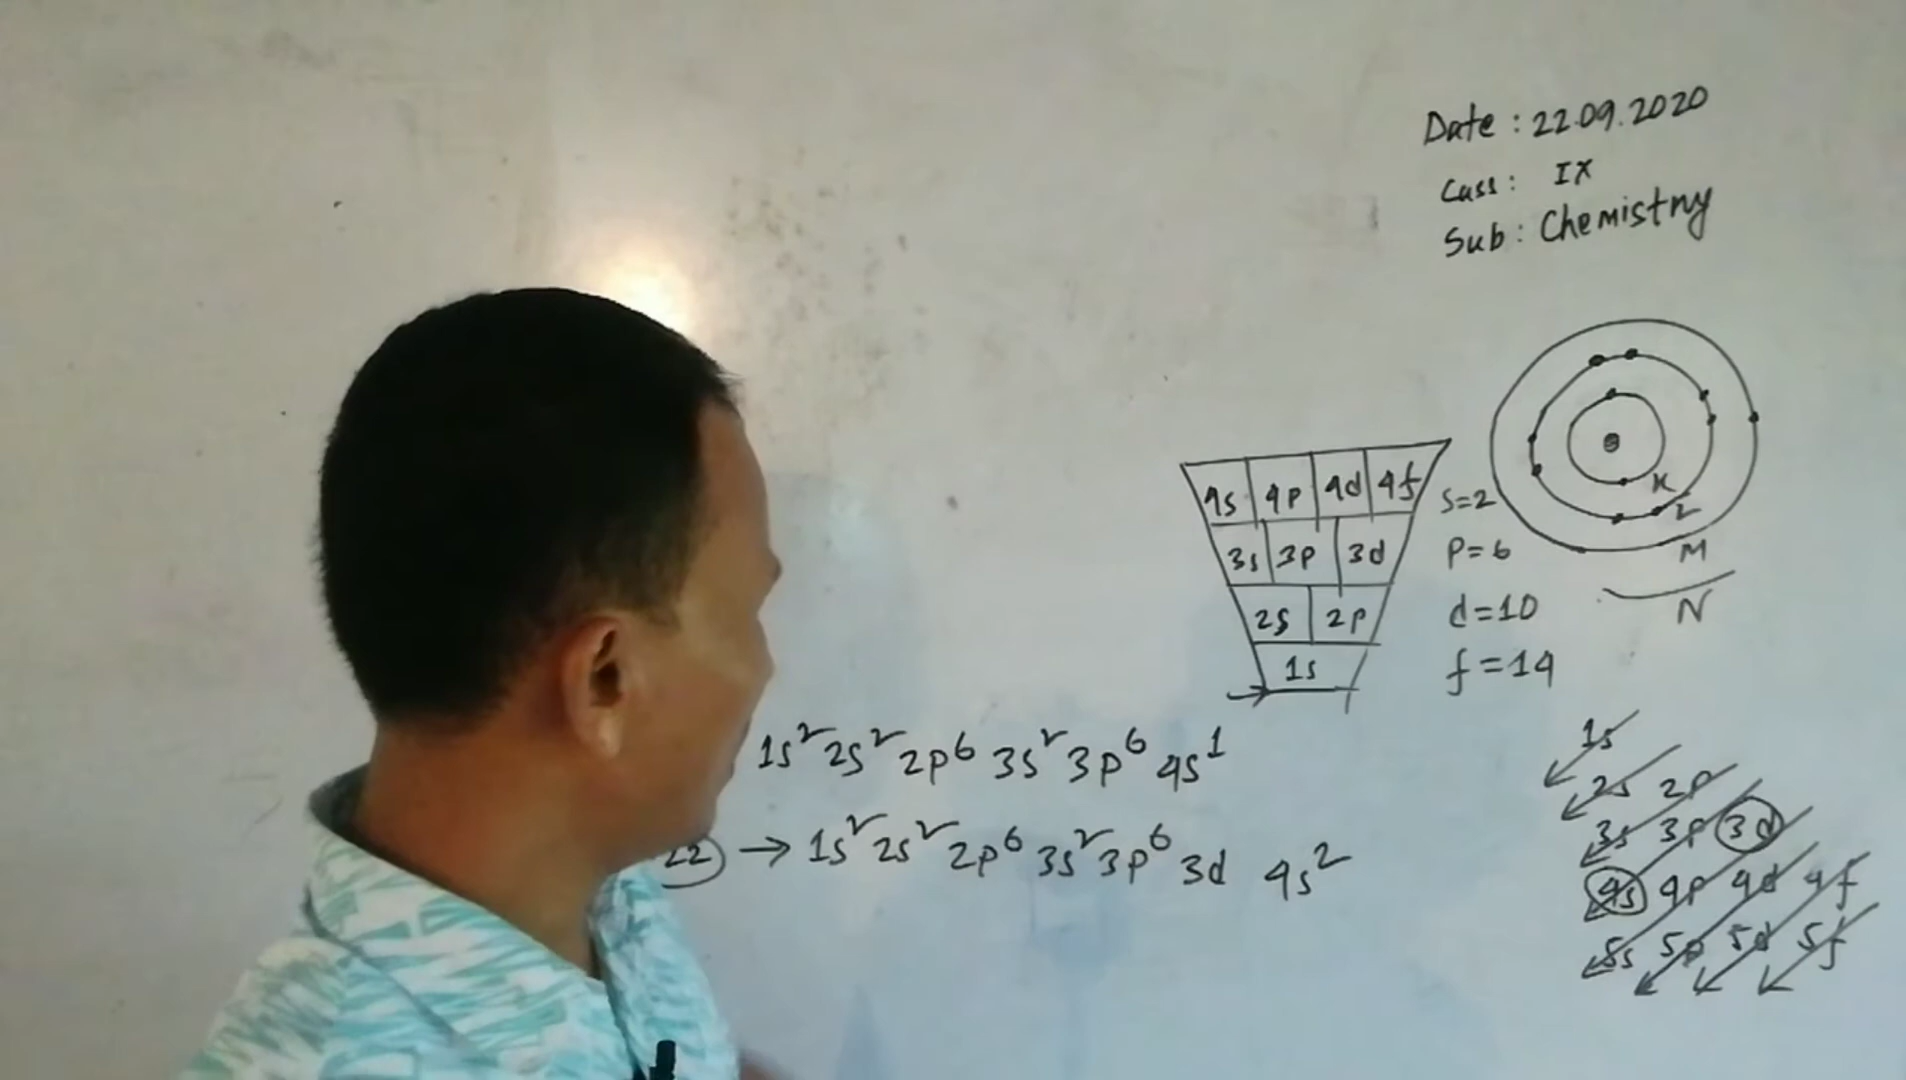 Date : 22.09.2020
Cass : IX
Sub : Chemistry
4s 4p 4d 4f
3s 3p 3d
2s 2p
1s
s=2
p=6
d=10
f=14
K
L
M
N
1s² 2s² 2p⁶ 3s² 3p⁶ 4s¹
22 → 1s² 2s² 2p⁶ 3s² 3p⁶ 3d 4s²
1s
2s 2p
3s 3p 3d
4s 4p 4d 4f
5s 5p 5d 5f